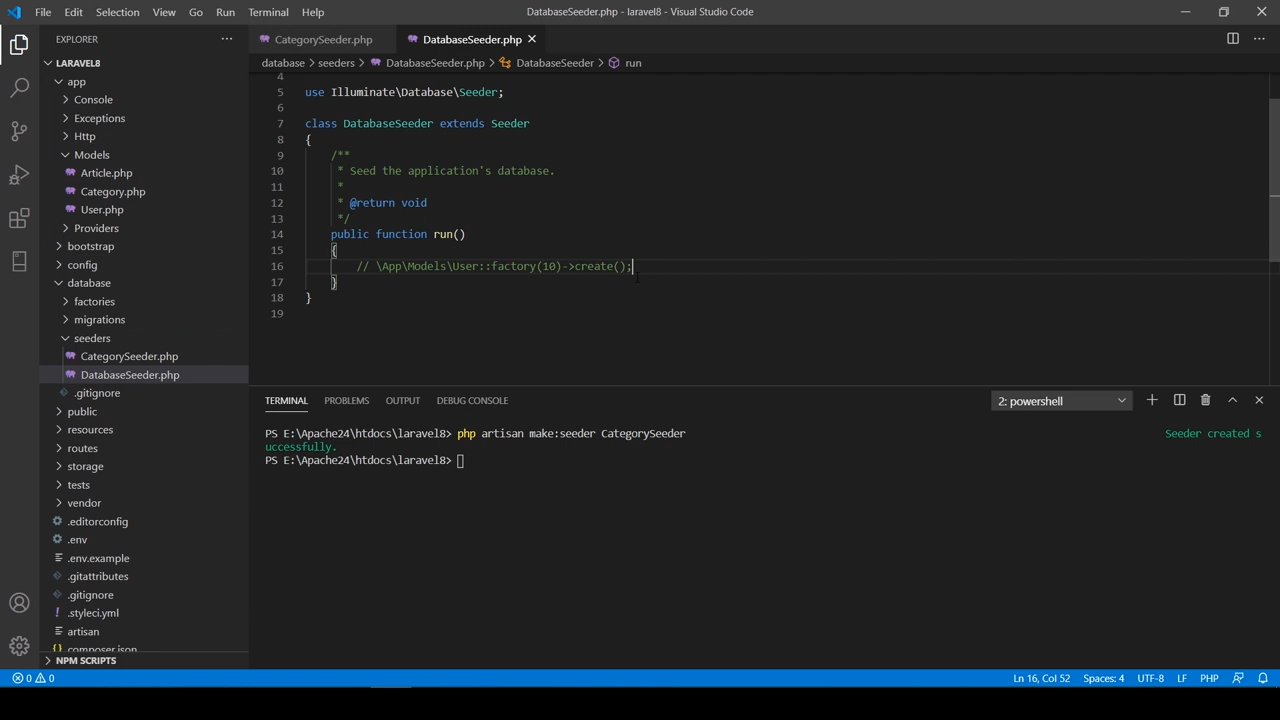 File Edit Selection View Go Run Terminal Help
DatabaseSeeder.php - laravel8 - Visual Studio Code
EXPLORER
LARAVEL8
app
Console
Exceptions
Http
Models
Article.php
Category.php
User.php
Providers
bootstrap
config
database
factories
migrations
seeders
CategorySeeder.php
DatabaseSeeder.php
.gitignore
public
resources
routes
storage
tests
vendor
.editorconfig
.env
.env.example
.gitattributes
.gitignore
.styleci.yml
artisan
composer.json
NPM SCRIPTS
CategorySeeder.php DatabaseSeeder.php
database > seeders > DatabaseSeeder.php > DatabaseSeeder > run
4
5 use Illuminate\Database\Seeder;
6
7 class DatabaseSeeder extends Seeder
8 {
9 /**
10 * Seed the application's database.
11 *
12 * @return void
13 */
14 public function run()
15 {
16 // \App\Models\User::factory(10)->create();
17 }
18 }
19
TERMINAL PROBLEMS OUTPUT DEBUG CONSOLE 2: powershell
PS E:\Apache24\htdocs\laravel8> php artisan make:seeder CategorySeeder Seeder created s
uccessfully.
PS E:\Apache24\htdocs\laravel8>
0 0 Ln 16, Col 52 Spaces: 4 UTF-8 LF PHP